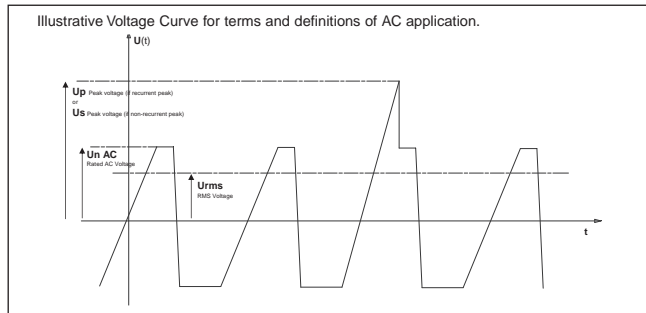 Illustrative Voltage Curve for terms and definitions of AC application.
U(t)
Up Peak voltage (if recurrent peak)
or
Us Peak voltage (if non-recurrent peak)
Un AC
Rated AC Voltage
Urms
RMS Voltage
t